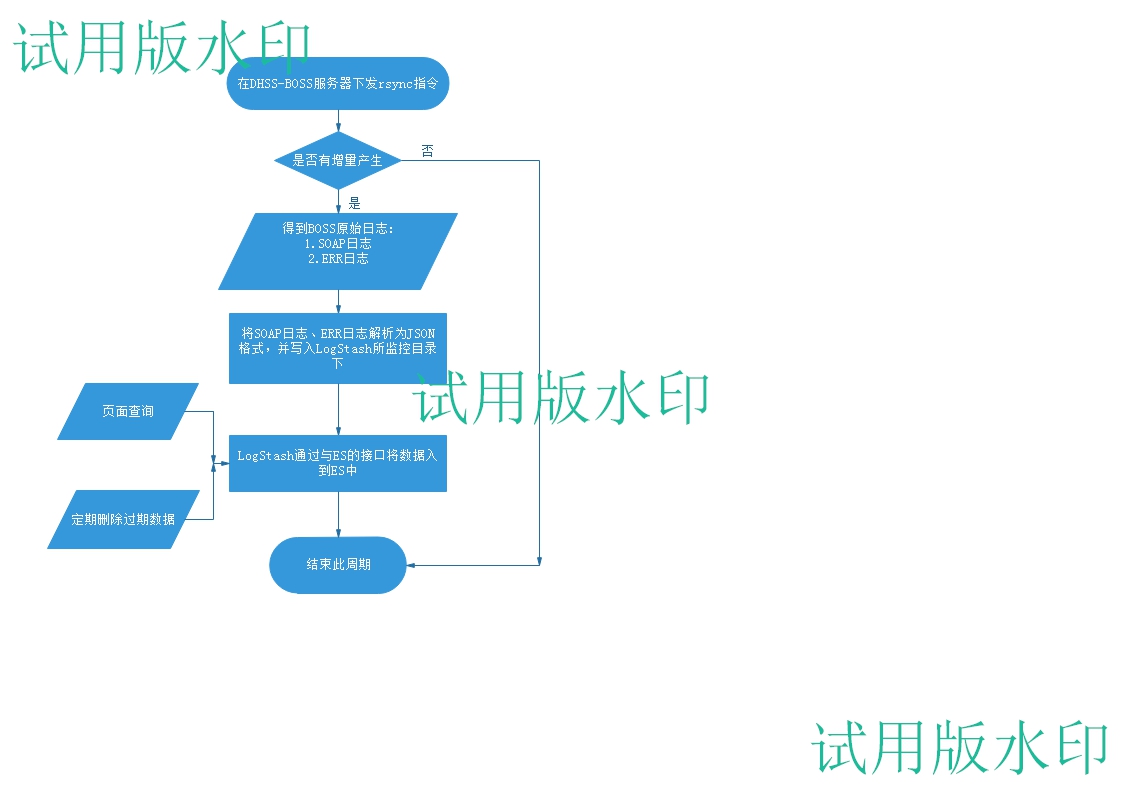 试用版水印
在DHSS-BOSS服务器下发rsync指令
是否有增量产生
否
是
得到BOSS原始日志:
1.SOAP日志
2.ERR日志
将SOAP日志、ERR日志解析为JSON
格式，并写入LogStash所监控目录
下
试用版水印
页面查询
LogStash通过与ES的接口将数据入
到ES中
定期删除过期数据
结束此周期
试用版水印